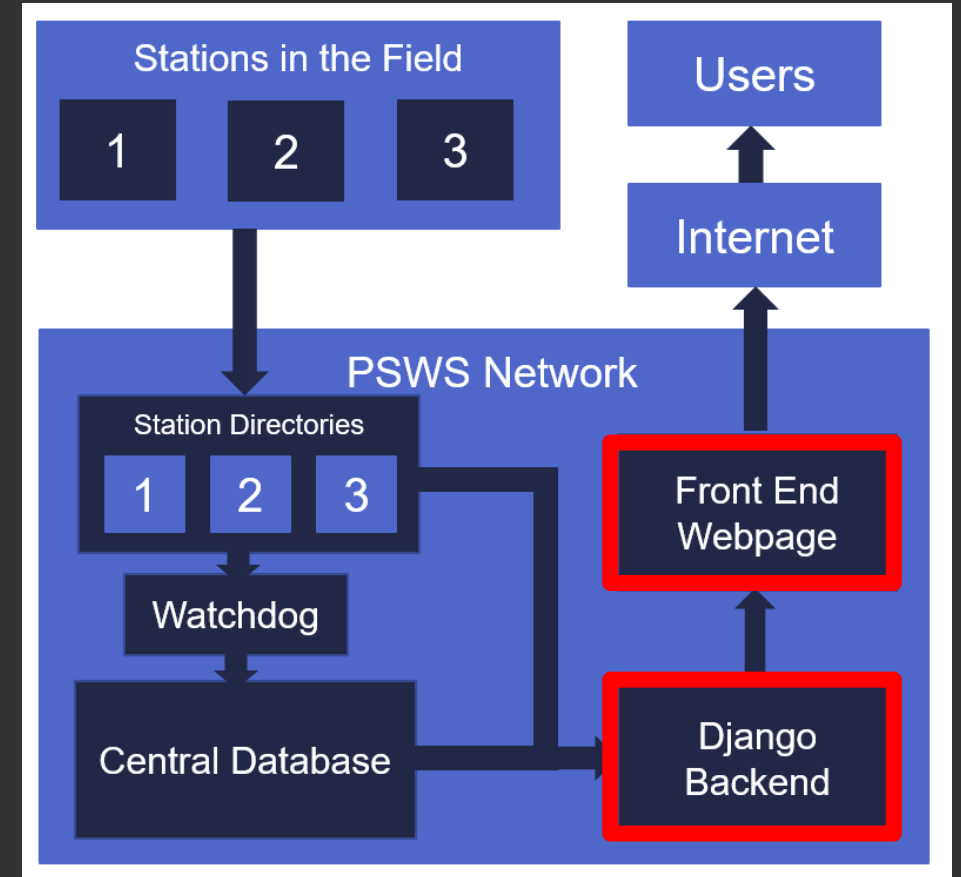 Stations in the Field
1 2 3
Users
Internet
PSWS Network
Station Directories
1 2 3
Watchdog
Central Database
Front End
Webpage
Django
Backend